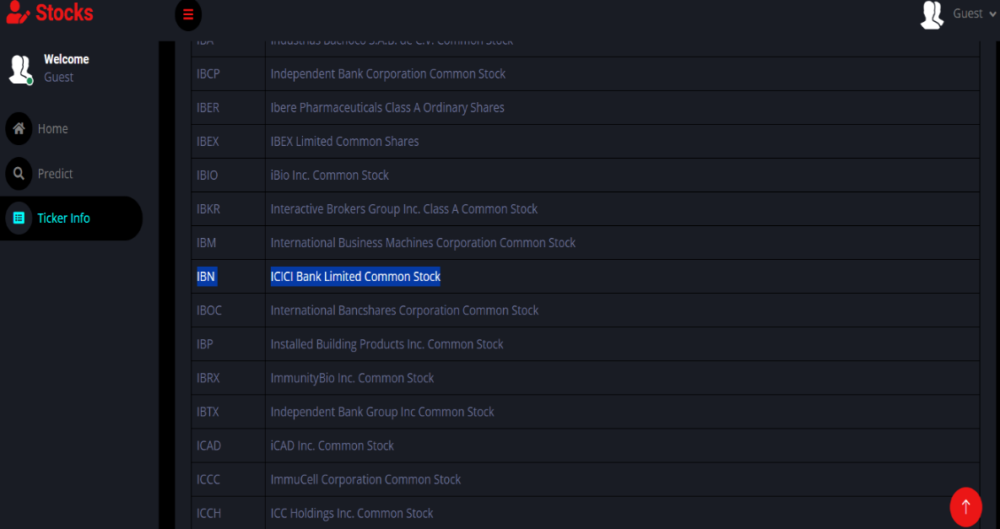 Stocks
Guest
Welcome
Guest
Home
Predict
Ticker Info
IBA Industrias Bachoco S.A.B. de C.V. Common Stock
IBCP Independent Bank Corporation Common Stock
IBER Ibere Pharmaceuticals Class A Ordinary Shares
IBEX IBEX Limited Common Shares
IBIO iBio Inc. Common Stock
IBKR Interactive Brokers Group Inc. Class A Common Stock
IBM International Business Machines Corporation Common Stock
IBN ICICI Bank Limited Common Stock
IBOC International Bancshares Corporation Common Stock
IBP Installed Building Products Inc. Common Stock
IBRX ImmunityBio Inc. Common Stock
IBTX Independent Bank Group Inc Common Stock
ICAD iCAD Inc. Common Stock
ICCC ImmuCell Corporation Common Stock
ICCH ICC Holdings Inc. Common Stock